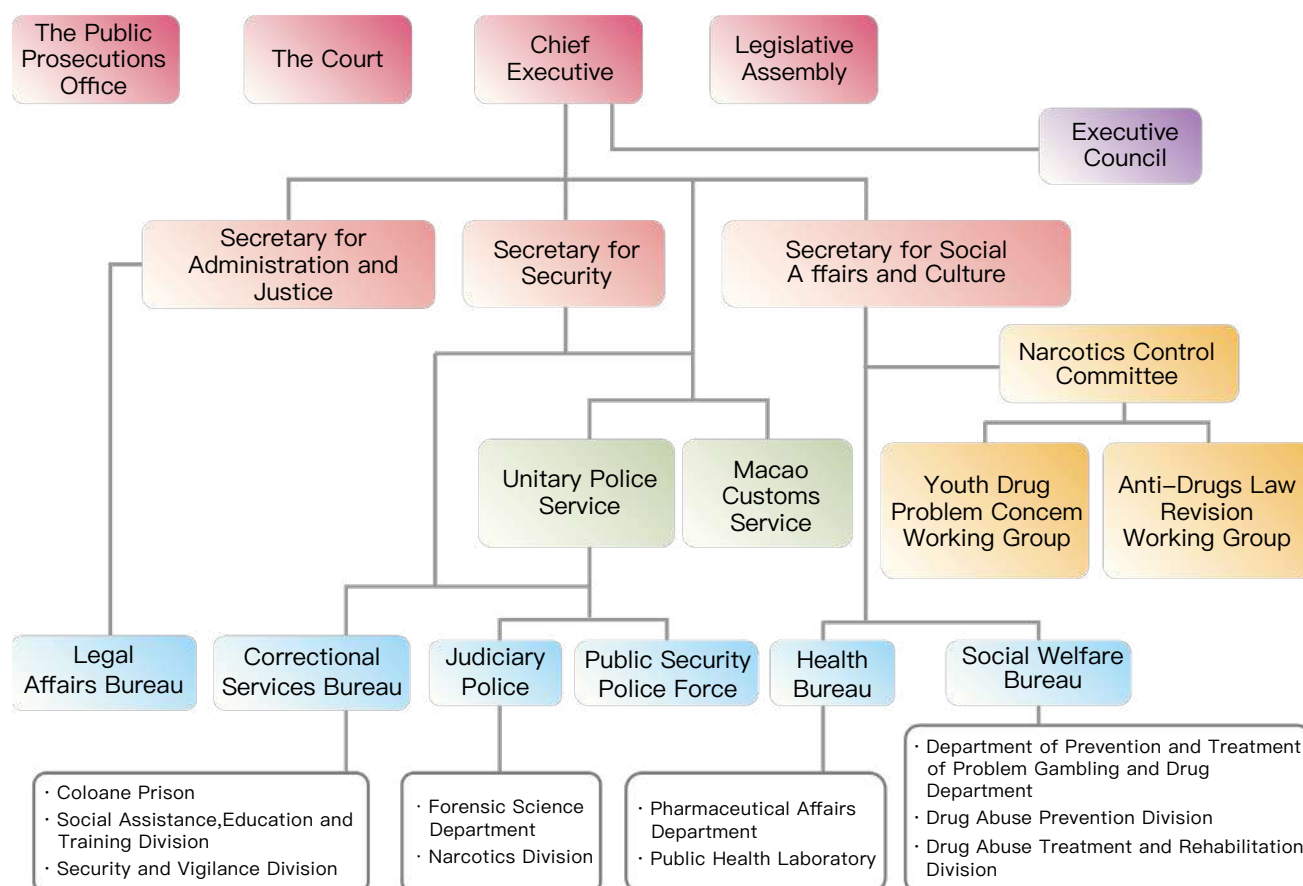 The Public
Prosecutions
Office
The Court
Chief
Executive
Legislative
Assembly
Executive
Council
Secretary for
Administration and
Justice
Secretary for
Security
Secretary for Social
A ffairs and Culture
Narcotics Control
Committee
Unitary Police
Service
Macao
Customs
Service
Youth Drug
Problem Concem
Working Group
Anti–Drugs Law
Revision
Working Group
Legal
Affairs Bureau
Correctional
Services Bureau
Judiciary
Police
Public Security
Police Force
Health
Bureau
Social Welfare
Bureau
· Coloane Prison
· Social Assistance,Education and
Training Division
· Security and Vigilance Division
· Forensic Science
Department
· Narcotics Division
· Pharmaceutical Affairs
Department
· Public Health Laboratory
· Department of Prevention and Treatment
of Problem Gambling and Drug
Department
· Drug Abuse Prevention Division
· Drug Abuse Treatment and Rehabilitation
Division